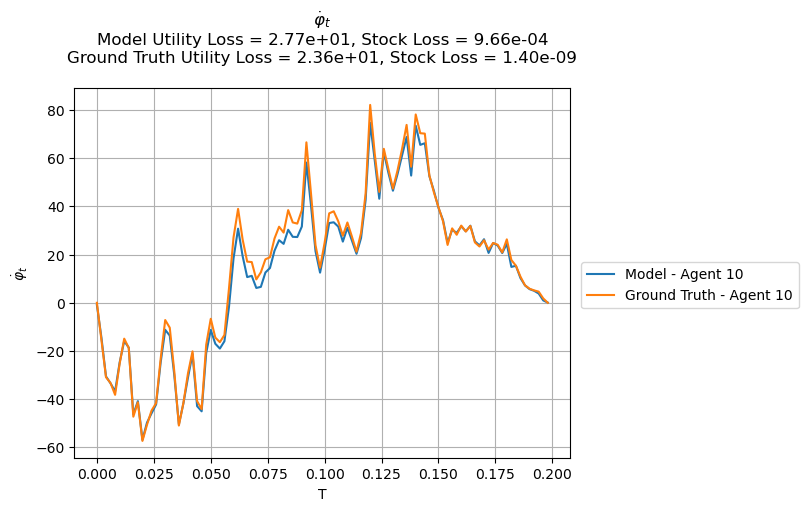 φ̇ₜ
Model Utility Loss = 2.77e+01, Stock Loss = 9.66e-04
Ground Truth Utility Loss = 2.36e+01, Stock Loss = 1.40e-09
80
60
40
20
0
−20
−40
−60
φ̇ₜ
0.000 0.025 0.050 0.075 0.100 0.125 0.150 0.175 0.200
T
Model - Agent 10
Ground Truth - Agent 10